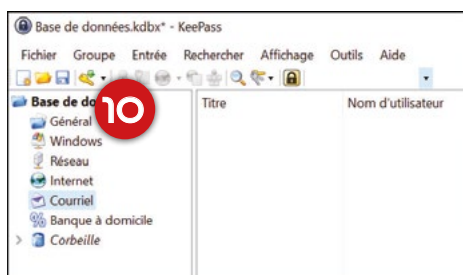 Base de données.kdbx* - KeePass
Fichier Groupe Entrée Rechercher Affichage Outils Aide
Base de do
10
Titre Nom d'utilisateur
Général
Windows
Réseau
Internet
Courriel
Banque à domicile
Corbeille